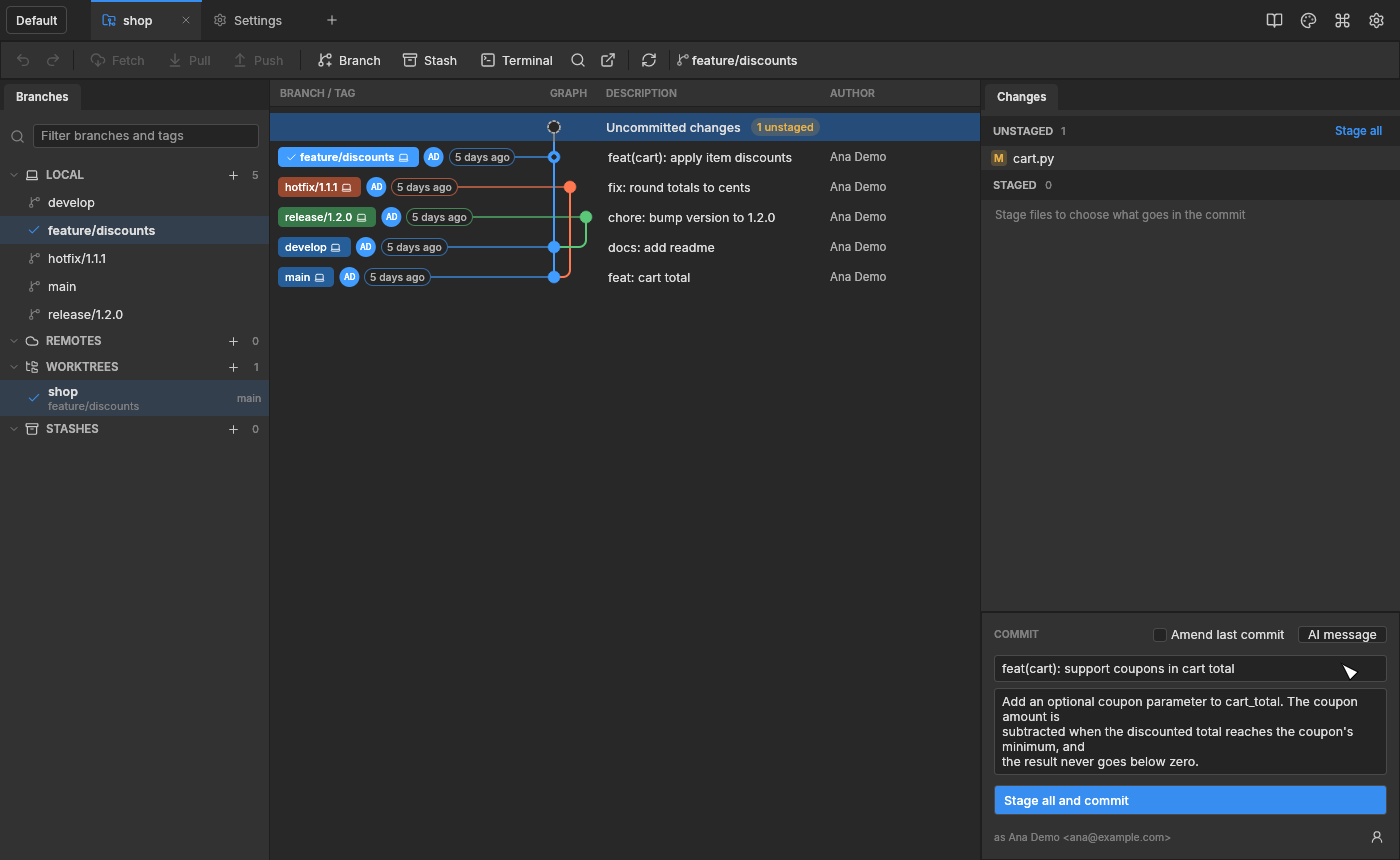 Default
shop
Settings
Fetch
Pull
Push
Branch
Stash
Terminal
feature/discounts
Branches
Filter branches and tags
LOCAL 5
develop
feature/discounts
hotfix/1.1.1
main
release/1.2.0
REMOTES 0
WORKTREES 1
shop
feature/discounts
main
STASHES 0
BRANCH / TAG GRAPH DESCRIPTION AUTHOR
Uncommitted changes 1 unstaged
feature/discounts AD 5 days ago feat(cart): apply item discounts Ana Demo
hotfix/1.1.1 AD 5 days ago fix: round totals to cents Ana Demo
release/1.2.0 AD 5 days ago chore: bump version to 1.2.0 Ana Demo
develop AD 5 days ago docs: add readme Ana Demo
main AD 5 days ago feat: cart total Ana Demo
Changes
UNSTAGED 1 Stage all
M cart.py
STAGED 0
Stage files to choose what goes in the commit
COMMIT Amend last commit AI message
feat(cart): support coupons in cart total
Add an optional coupon parameter to cart_total. The coupon
amount is
subtracted when the discounted total reaches the coupon's
minimum, and
the result never goes below zero.
Stage all and commit
as Ana Demo <ana@example.com>